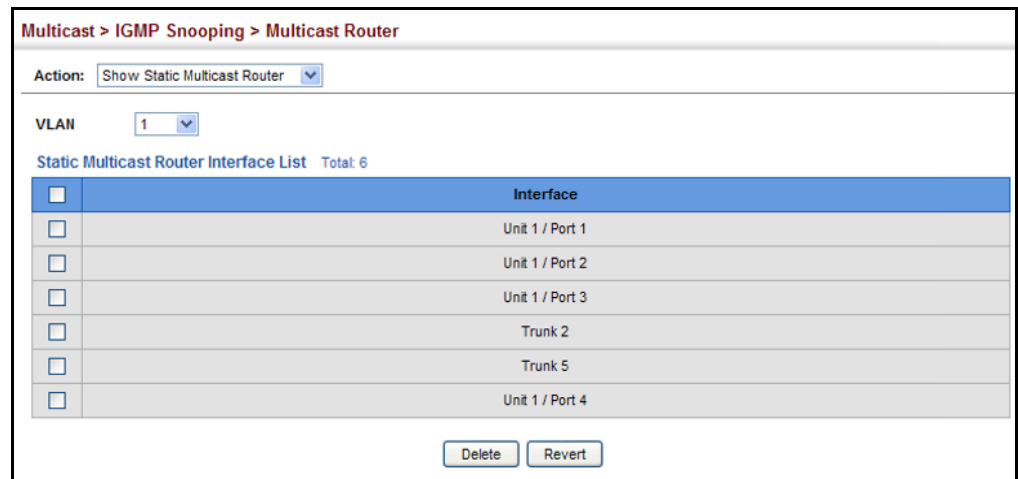 Multicast > IGMP Snooping > Multicast Router
Action: Show Static Multicast Router
VLAN 1
Static Multicast Router Interface List Total: 6
Interface
Unit 1 / Port 1
Unit 1 / Port 2
Unit 1 / Port 3
Trunk 2
Trunk 5
Unit 1 / Port 4
Delete Revert